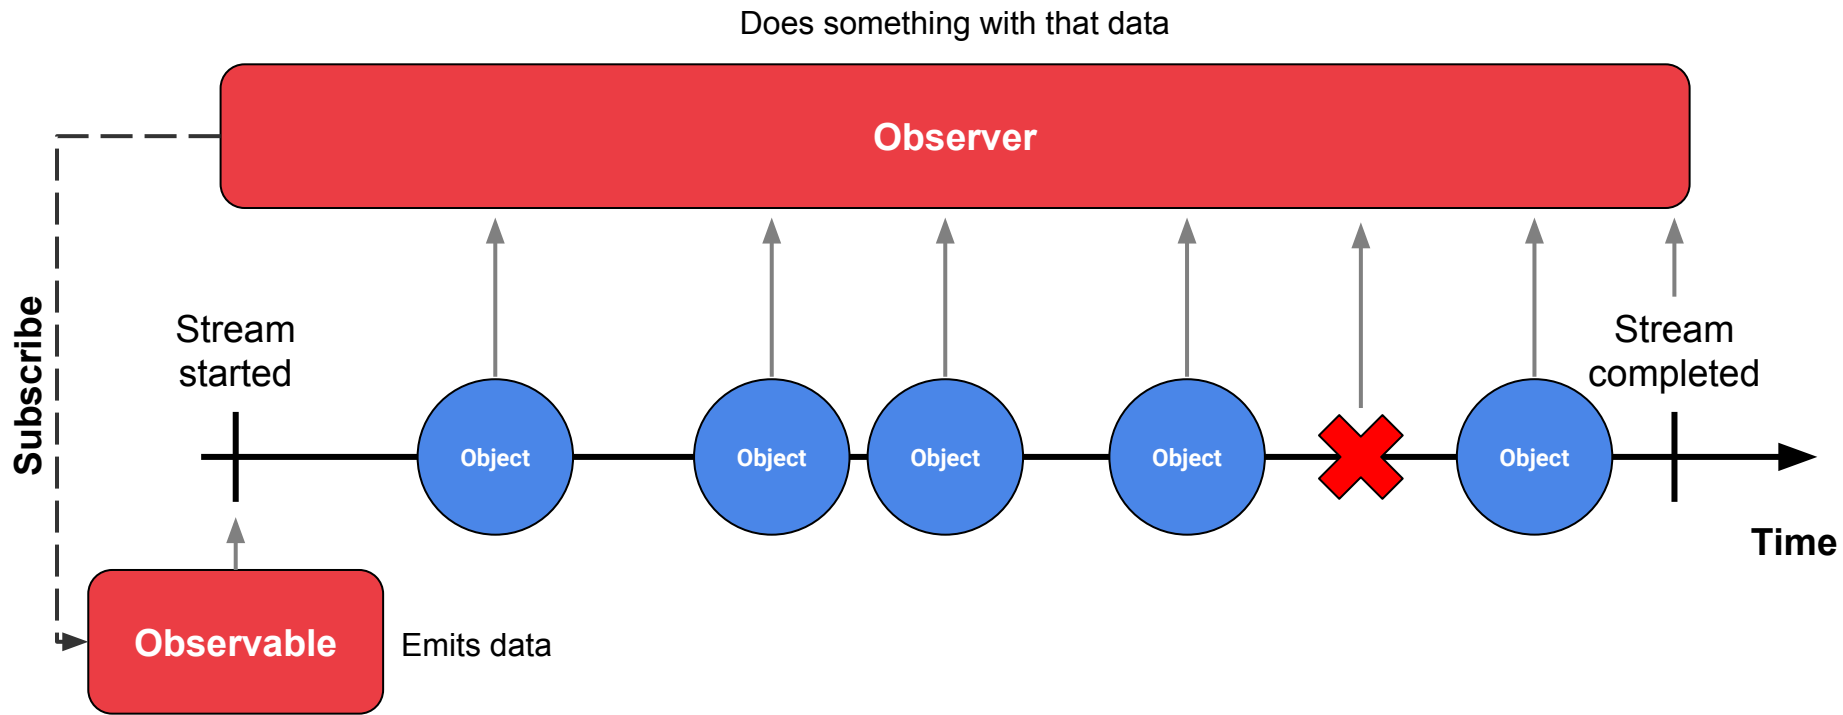 Does something with that data
Observer
Subscribe
Stream
started
Stream
completed
Object
Object
Object
Object
Object
Time
Observable
Emits data